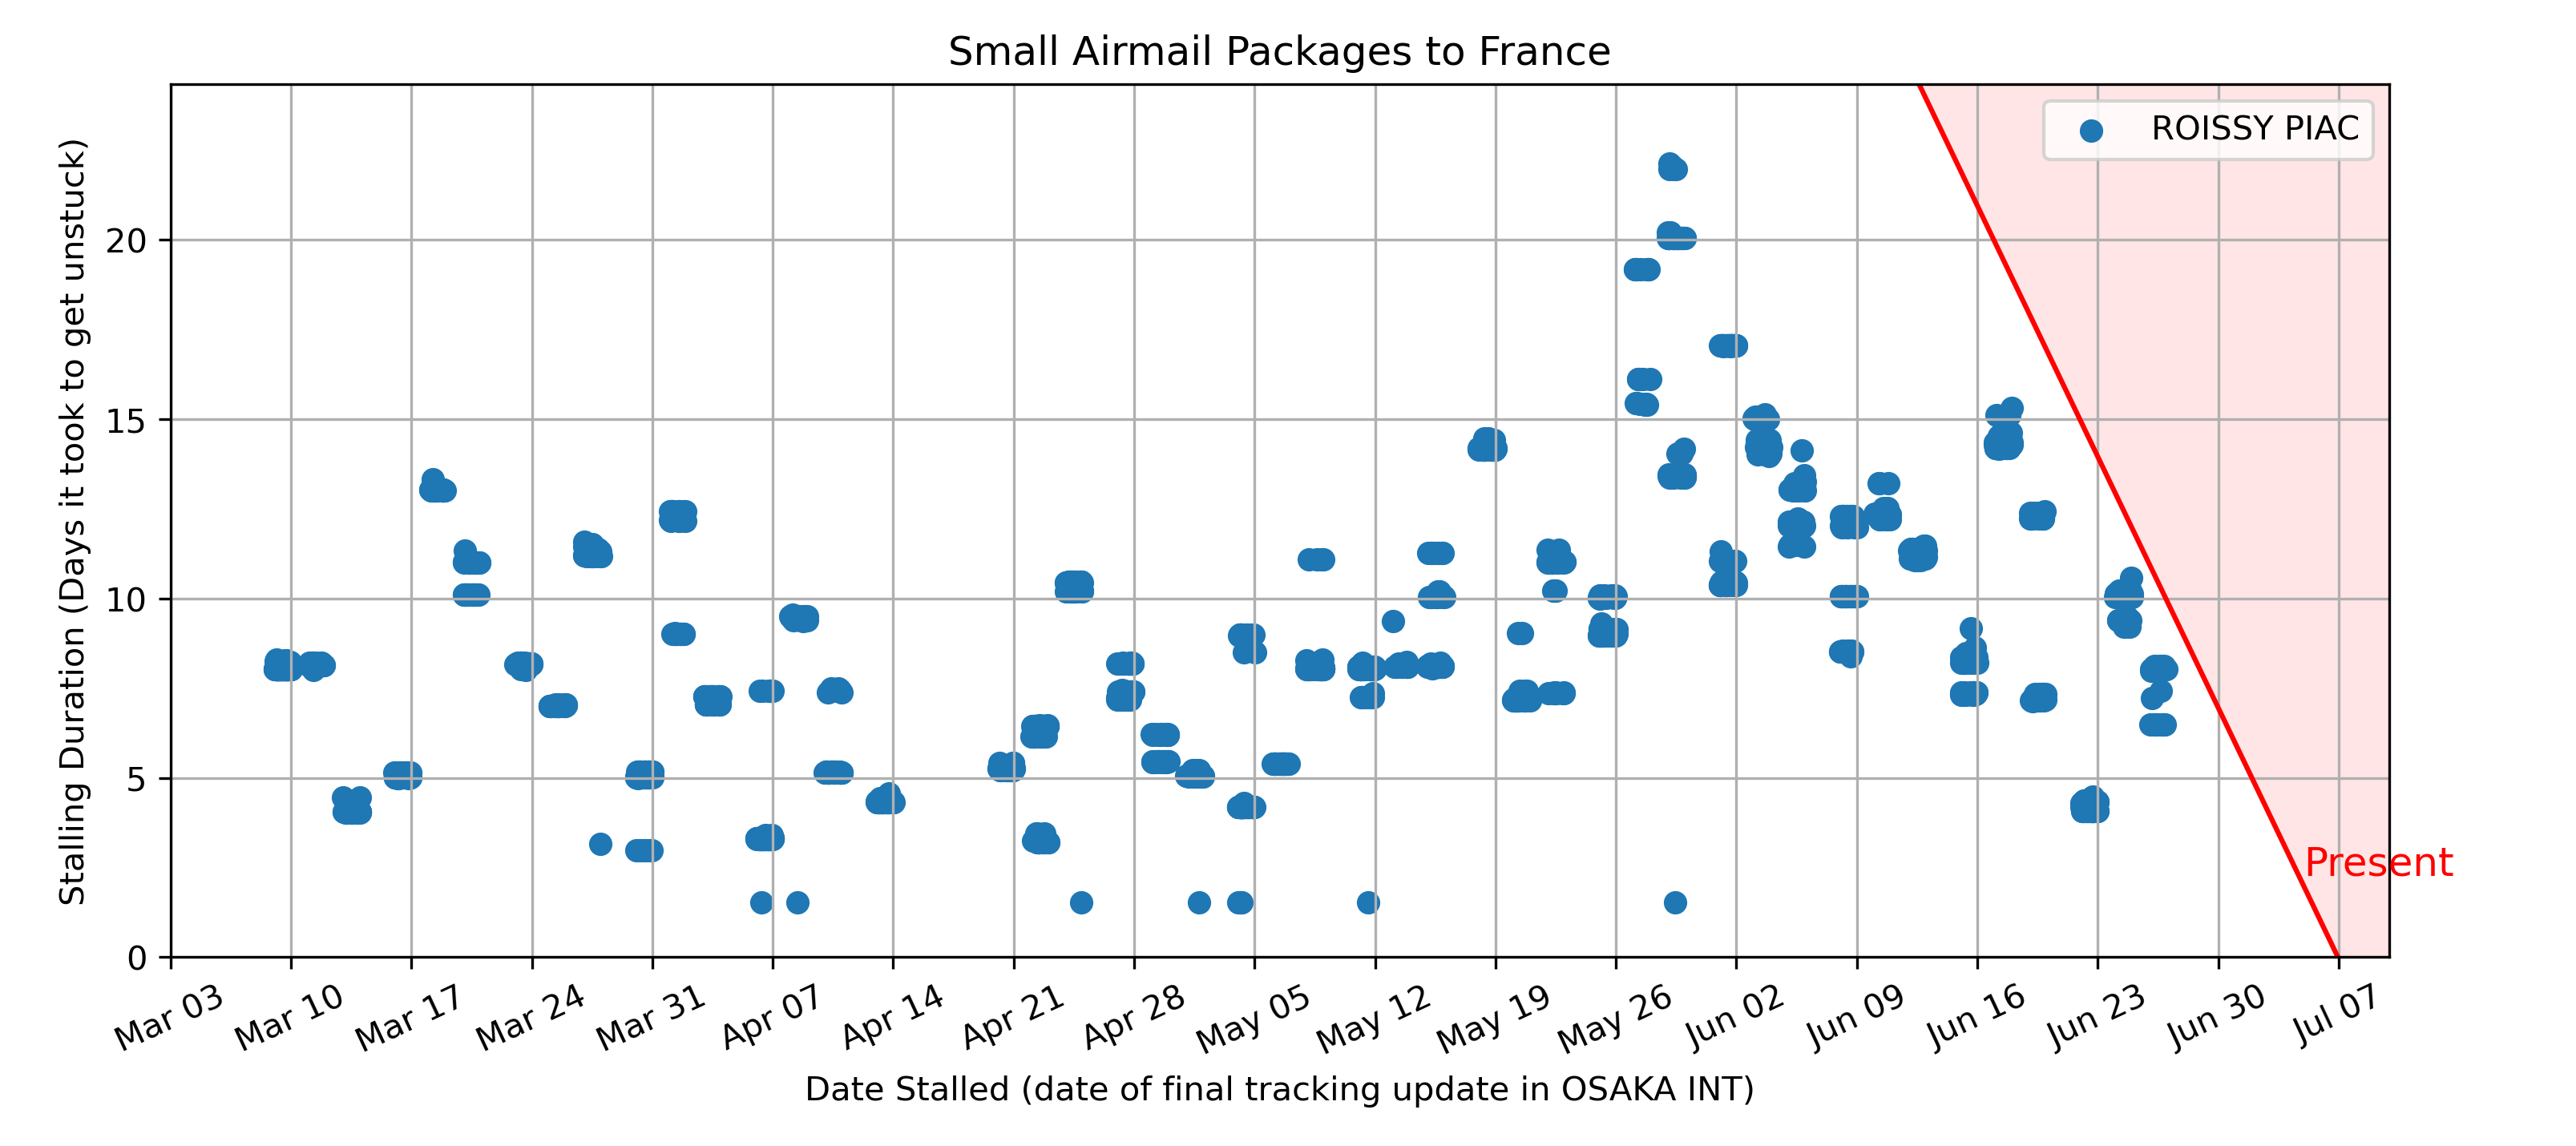 Small Airmail Packages to France
ROISSY PIAC
Stalling Duration (Days it took to get unstuck)
20
15
10
5
0
Present
Mar 03
Mar 10
Mar 17
Mar 24
Mar 31
Apr 07
Apr 14
Apr 21
Apr 28
May 05
May 12
May 19
May 26
Jun 02
Jun 09
Jun 16
Jun 23
Jun 30
Jul 07
Date Stalled (date of final tracking update in OSAKA INT)